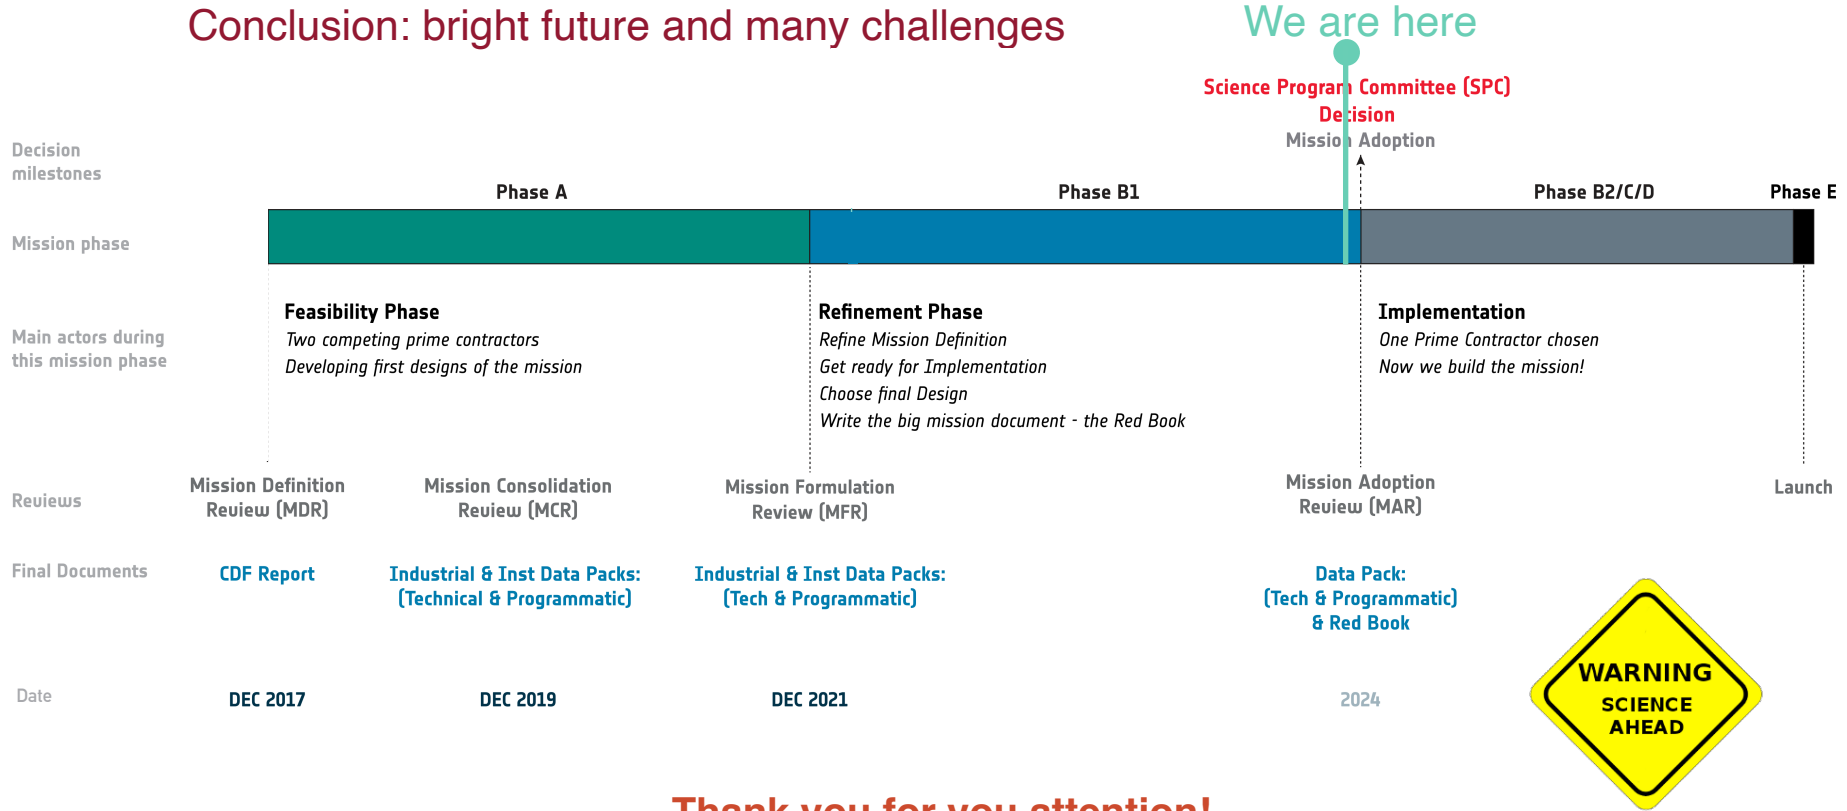 Conclusion: bright future and many challenges
We are here
Science Program Committee (SPC)
Decision
Mission Adoption
Decision
milestones
Phase A
Phase B1
Phase B2/C/D
Phase E
Mission phase
Main actors during
this mission phase
Feasibility Phase
Two competing prime contractors
Developing first designs of the mission
Refinement Phase
Refine Mission Definition
Get ready for Implementation
Choose final Design
Write the big mission document - the Red Book
Implementation
One Prime Contractor chosen
Now we build the mission!
Reviews
Mission Definition
Review (MDR)
Mission Consolidation
Review (MCR)
Mission Formulation
Review (MFR)
Mission Adoption
Review (MAR)
Launch
Final Documents
CDF Report
Industrial & Inst Data Packs:
(Technical & Programmatic)
Industrial & Inst Data Packs:
(Tech & Programmatic)
Data Pack:
(Tech & Programmatic)
& Red Book
Date
DEC 2017
DEC 2019
DEC 2021
2024
WARNING
SCIENCE
AHEAD
Thank you for you attention!